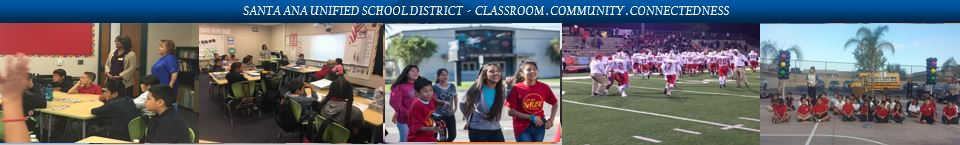 SANTA ANA UNIFIED SCHOOL DISTRICT - CLASSROOM . COMMUNITY . CONNECTEDNESS